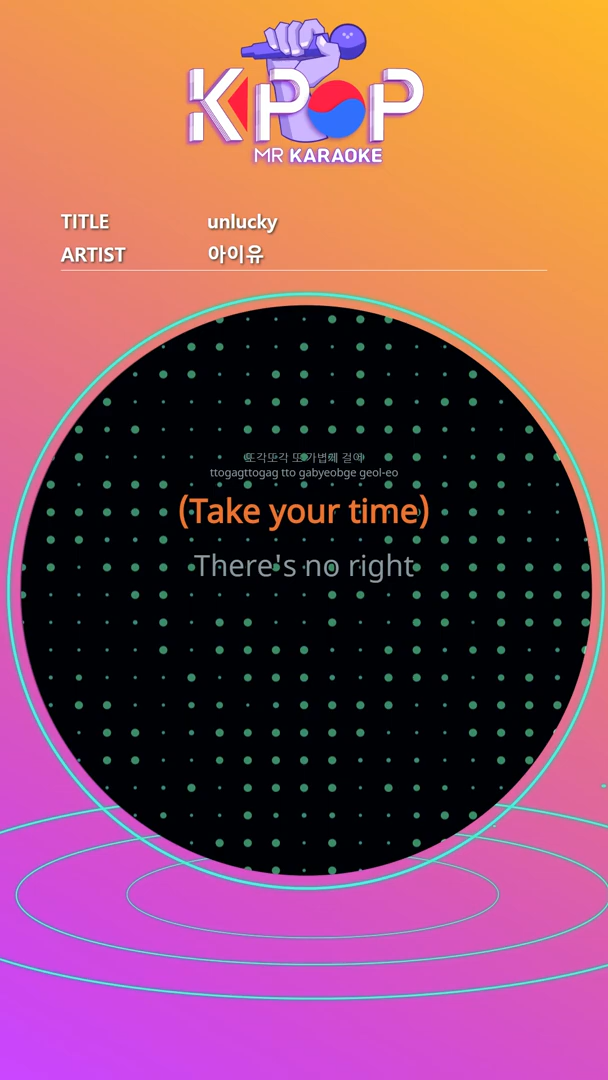 KPOP
MR KARAOKE
TITLE unlucky
ARTIST 아이유
또각또각 또 가볍게 걸어
ttogagttogag tto gabyeobge geol-eo
(Take your time)
There's no right